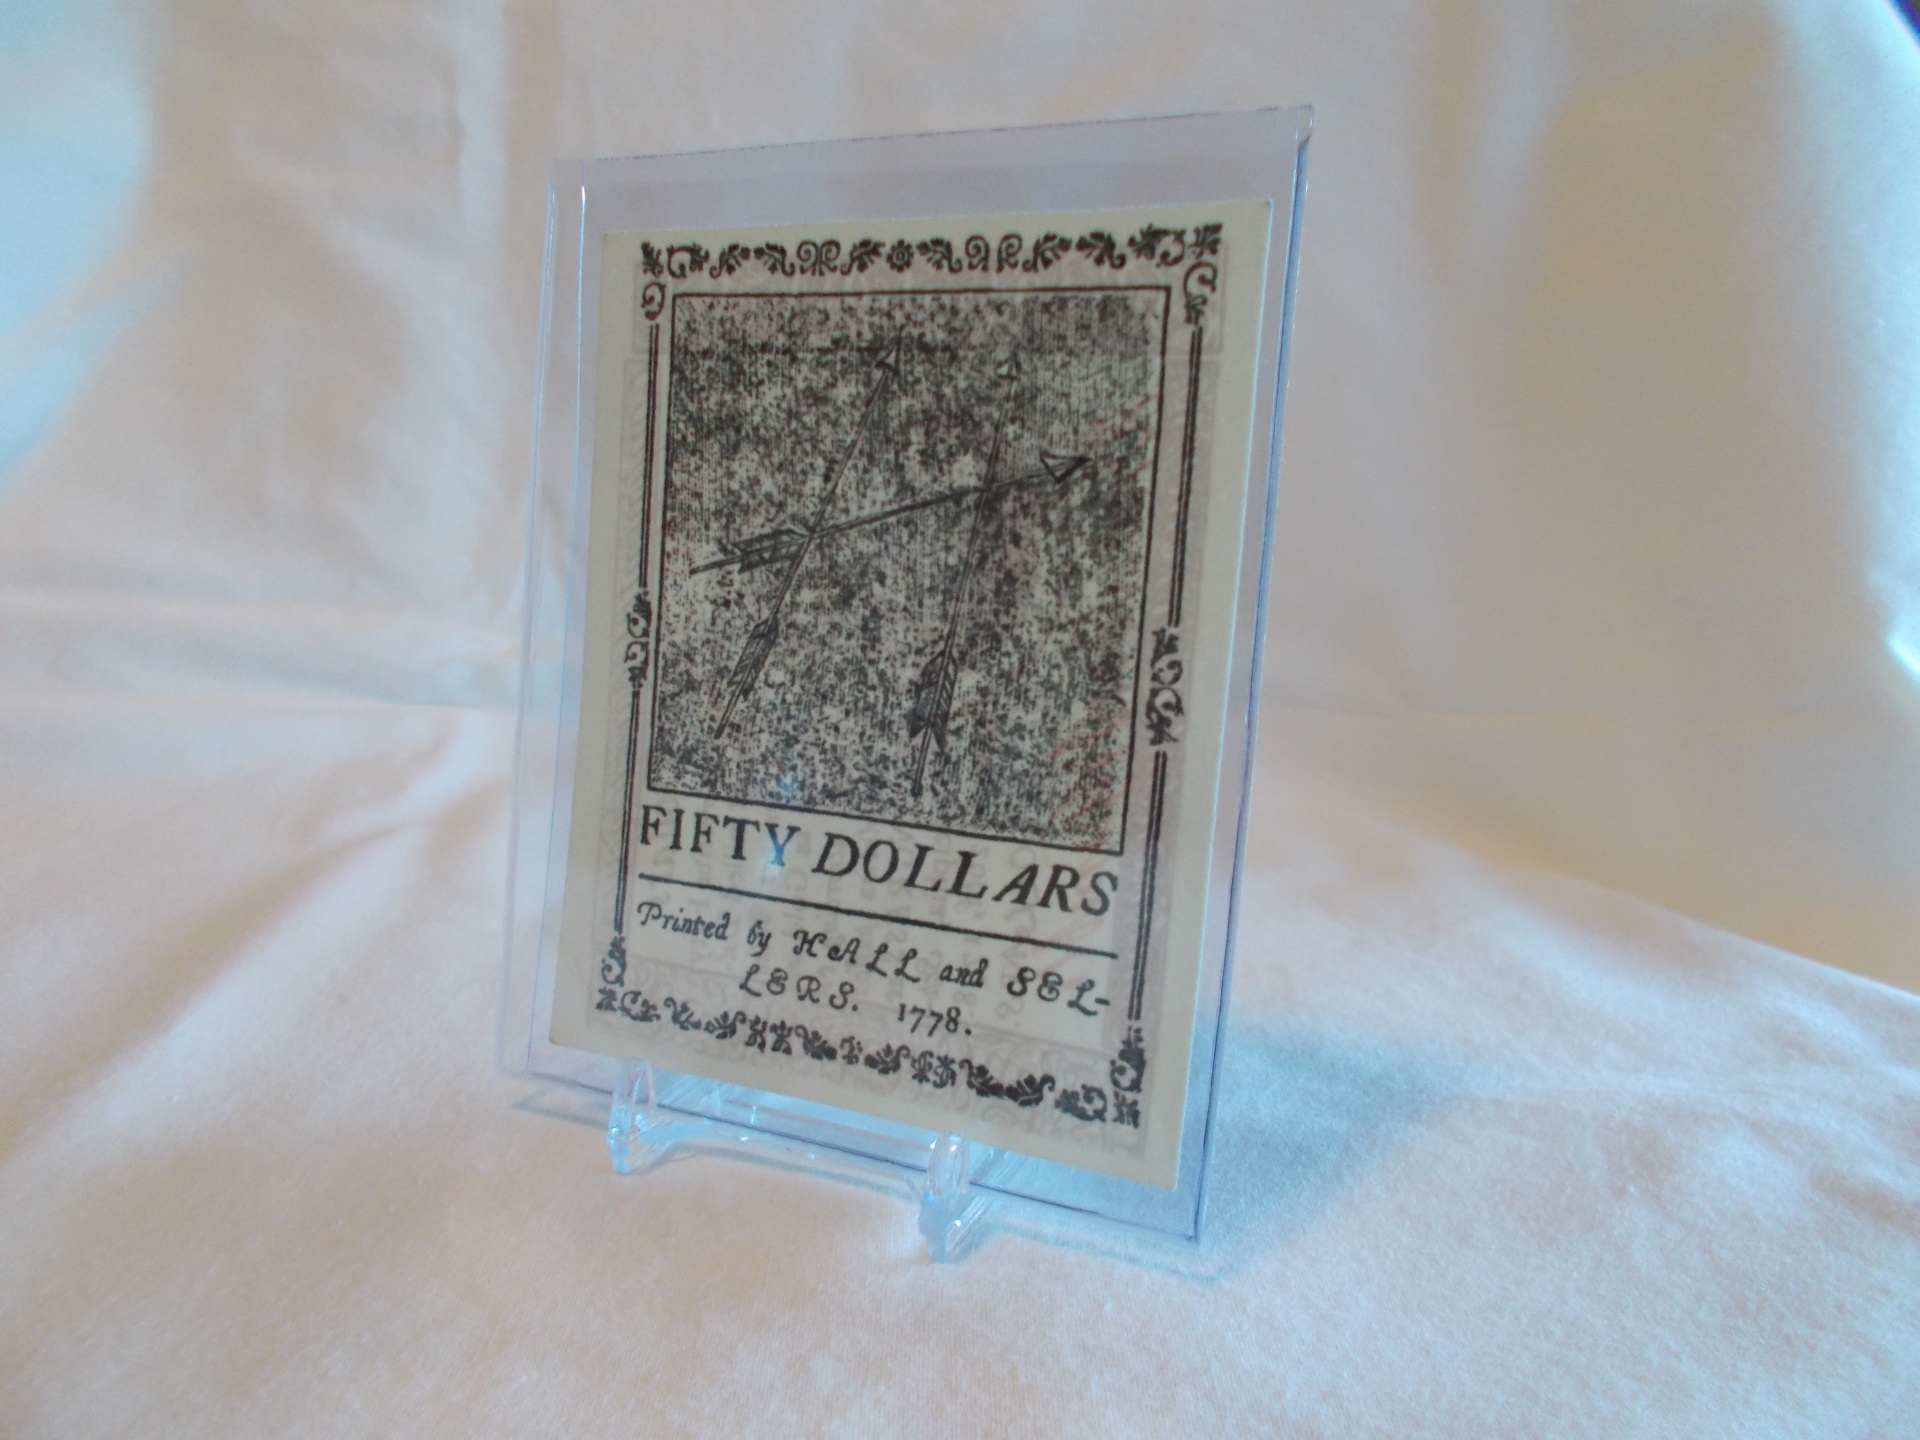 FIFTY DOLLARS
Printed by HALL and SEL-
LERS. 1778.